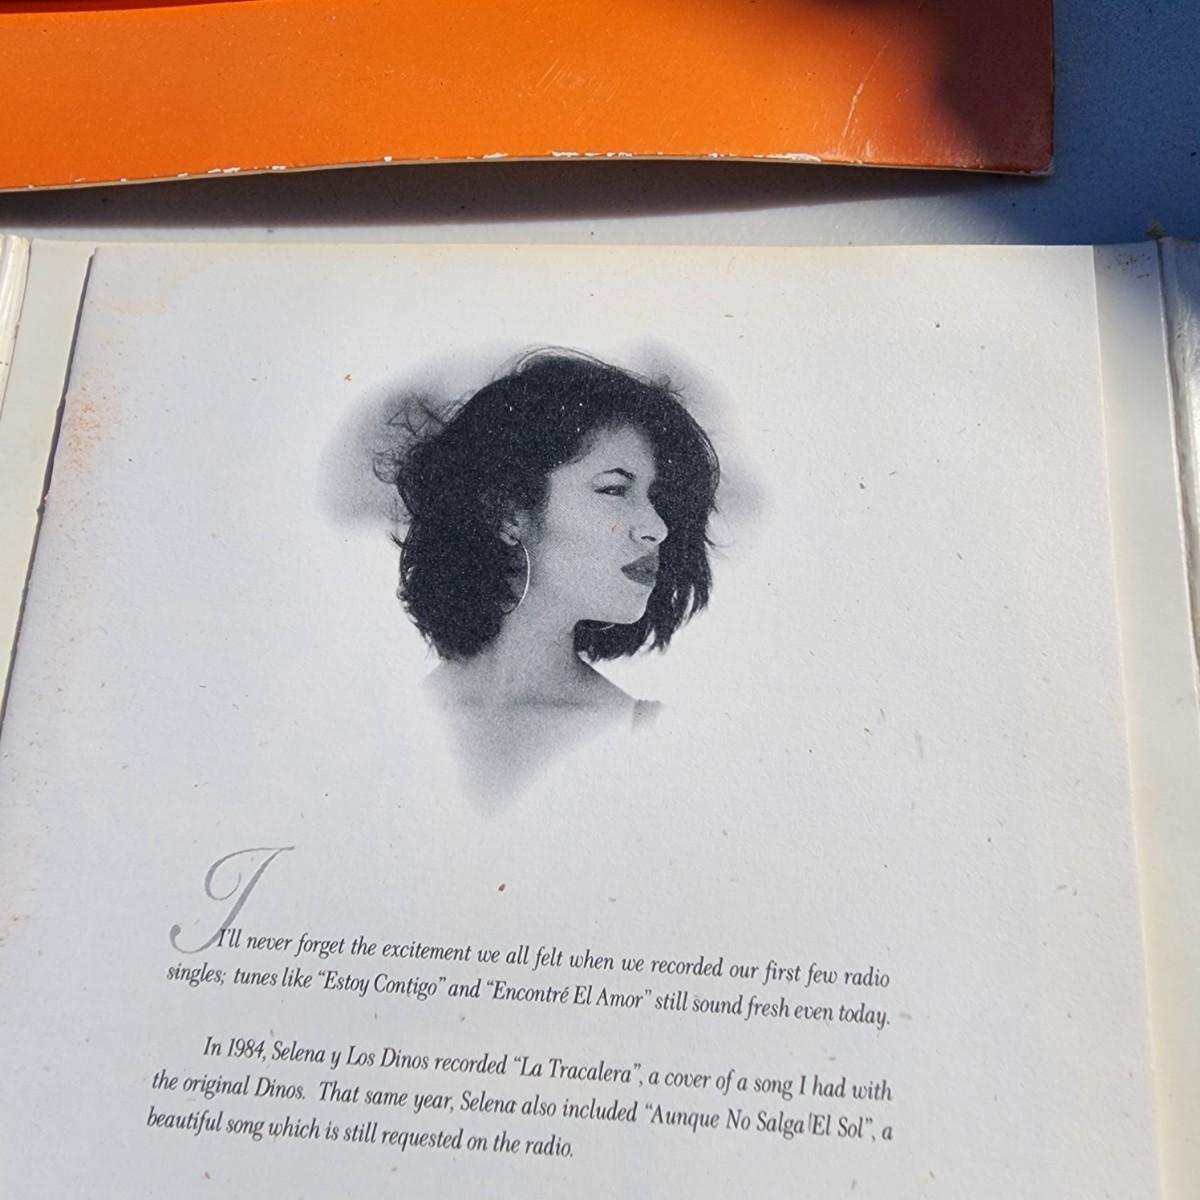 I'll never forget the excitement we all felt when we recorded our first few radio
singles; tunes like “Estoy Contigo” and “Encontré El Amor” still sound fresh even today.
In 1984, Selena y Los Dinos recorded “La Tracalera”, a cover of a song I had with
the original Dinos. That same year, Selena also included “Aunque No Salga El Sol”, a
beautiful song which is still requested on the radio.